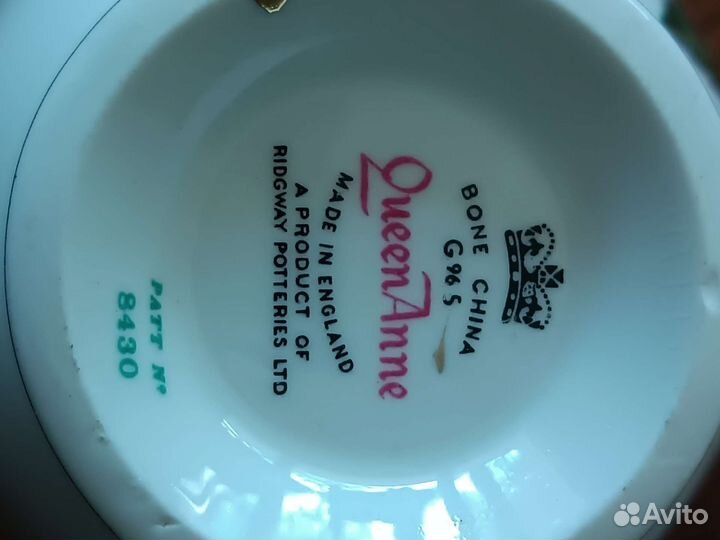 BONE CHINA
G96S
Queen Anne
MADE IN ENGLAND
A PRODUCT OF
RIDGWAY POTTERIES LTD
PATT Nº
8430
Avito